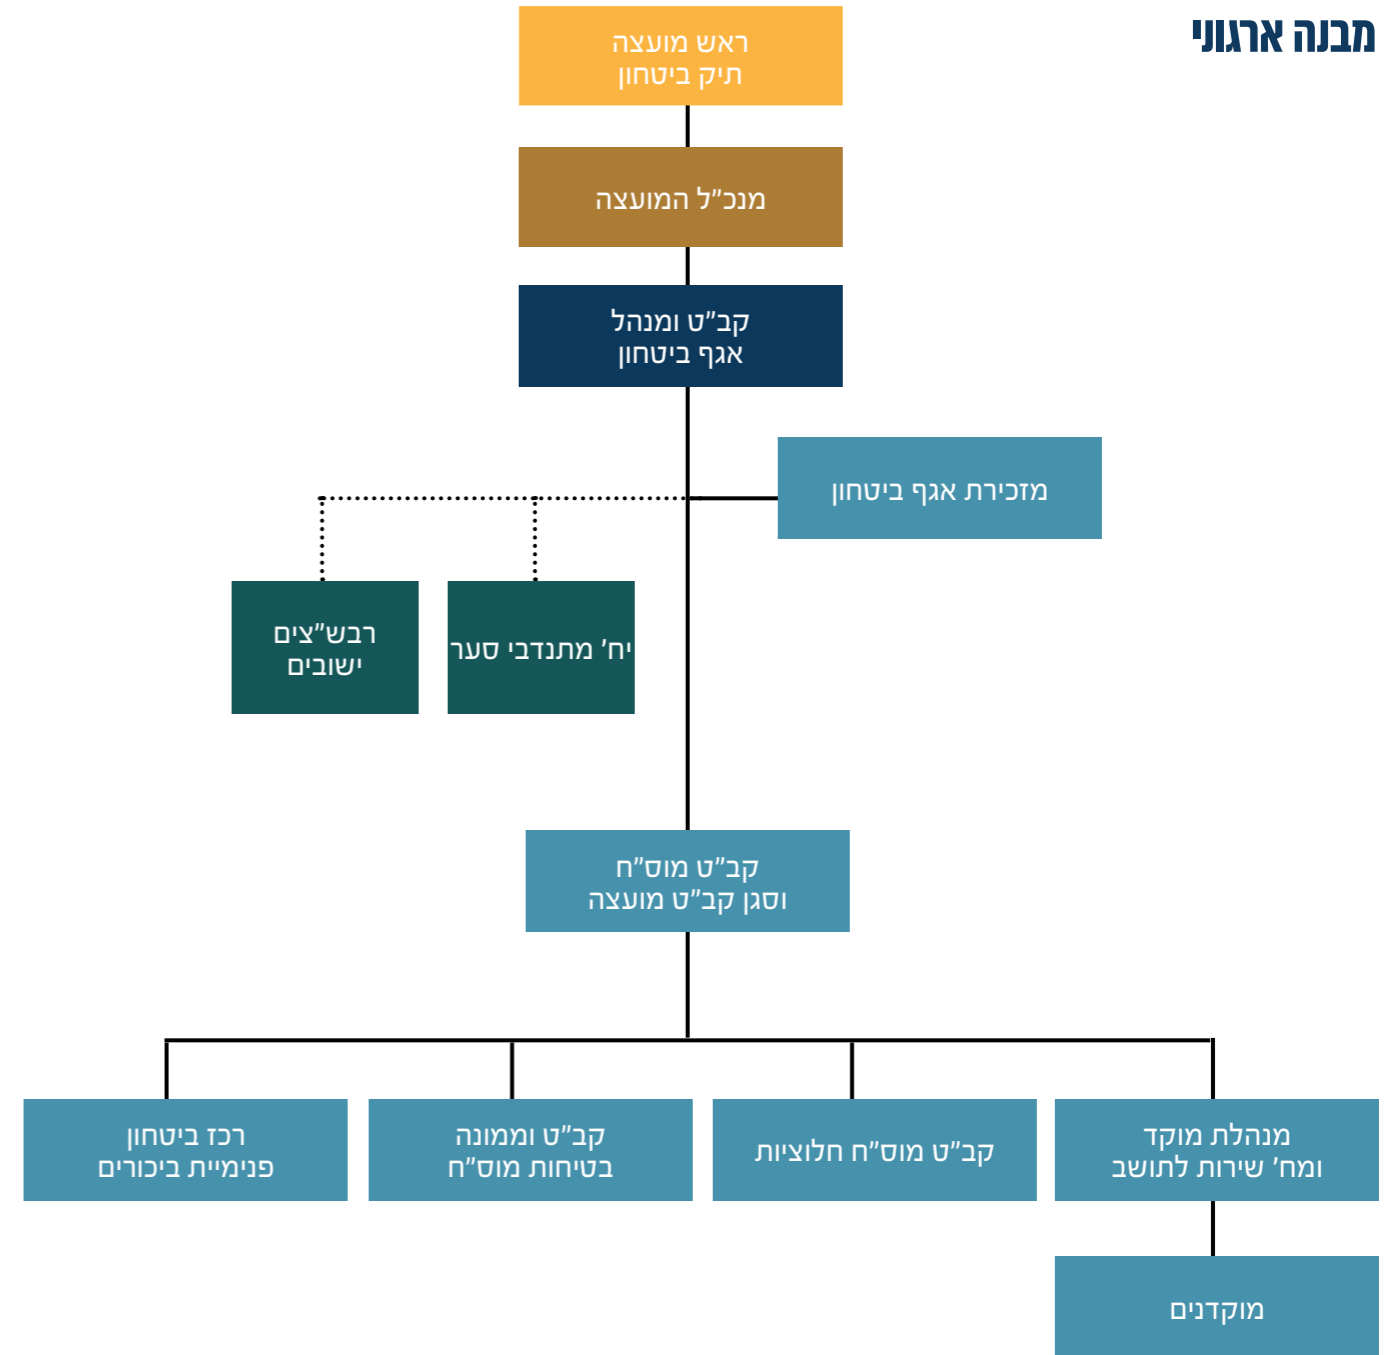 מבנה ארגוני
ראש מועצה
תיק ביטחון
מנכ"ל המועצה
קב"ט ומנהל
אגף ביטחון
מזכירת אגף ביטחון
יח' מתנדבי סער
רבש"צים
ישובים
קב"ט מוס"ח
וסגן קב"ט מועצה
מנהלת מוקד
ומח' שירות לתושב
קב"ט מוס"ח חלוציות
קב"ט וממונה
בטיחות מוס"ח
רכז ביטחון
פנימיית ביכורים
מוקדנים